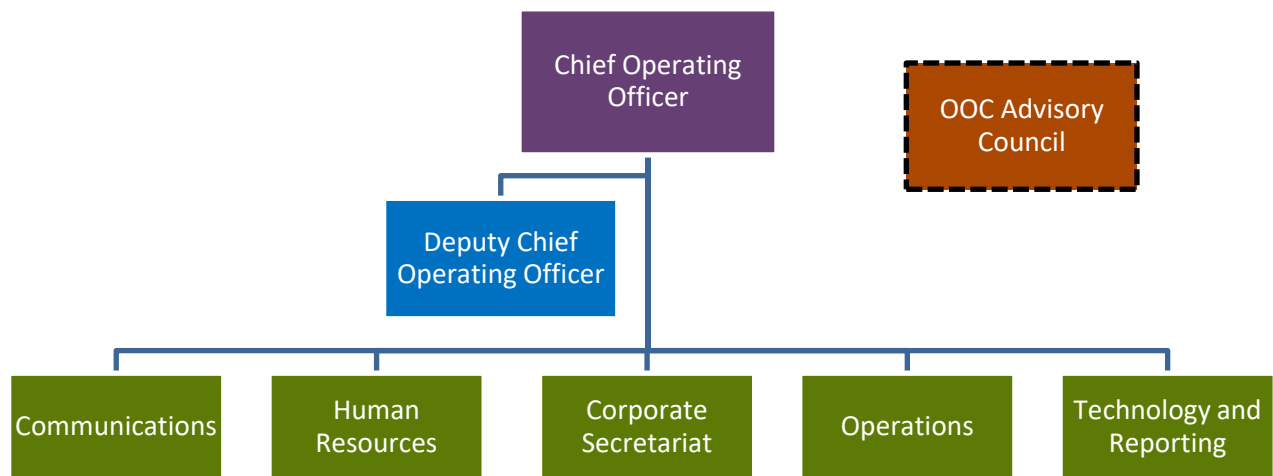 Chief Operating
Officer
OOC Advisory
Council
Deputy Chief
Operating Officer
Communications
Human
Resources
Corporate
Secretariat
Operations
Technology and
Reporting